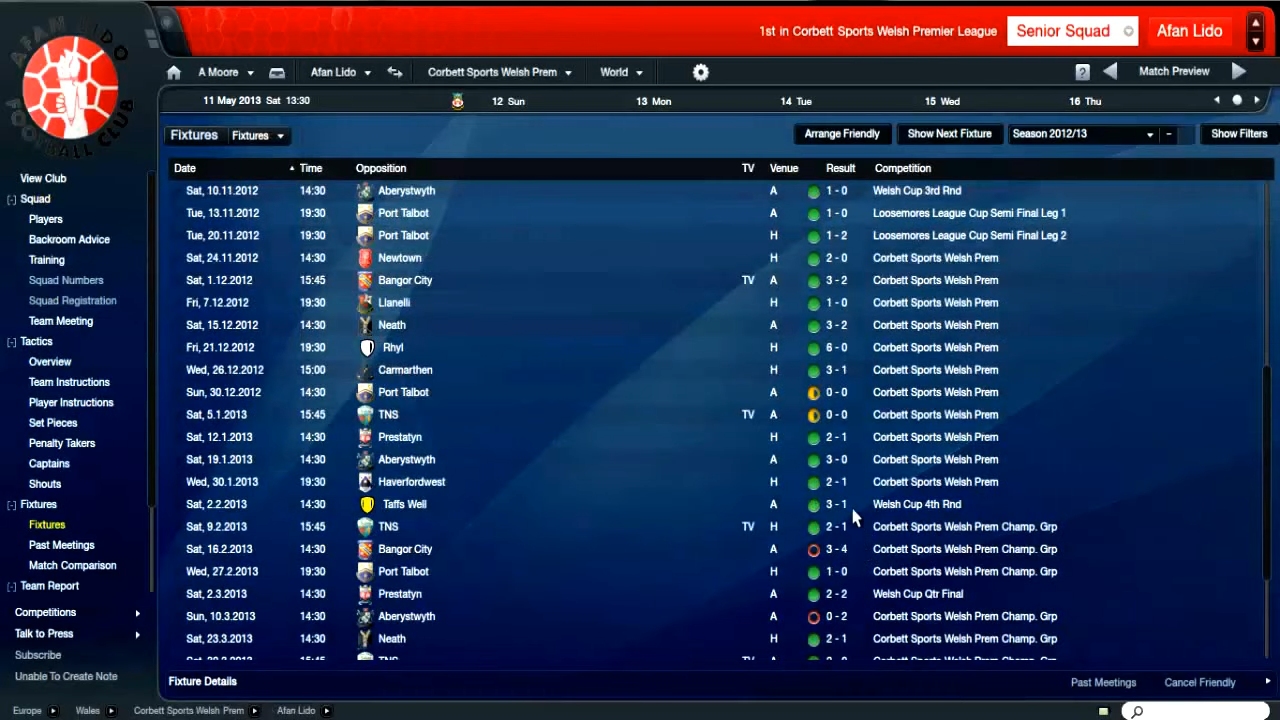 1st in Corbett Sports Welsh Premier League Senior Squad Afan Lido
AFAN LIDO
FOOTBALL CLUB
A Moore Afan Lido Corbett Sports Welsh Prem World ? Match Preview
11 May 2013 Sat 13:30 12 Sun 13 Mon 14 Tue 15 Wed 16 Thu
Fixtures Fixtures Arrange Friendly Show Next Fixture Season 2012/13 - Show Filters
Date Time Opposition TV Venue Result Competition
Sat, 10.11.2012 14:30 Aberystwyth A 1 - 0 Welsh Cup 3rd Rnd
Tue, 13.11.2012 19:30 Port Talbot A 1 - 0 Loosemores League Cup Semi Final Leg 1
Tue, 20.11.2012 19:30 Port Talbot H 1 - 2 Loosemores League Cup Semi Final Leg 2
Sat, 24.11.2012 14:30 Newtown H 2 - 0 Corbett Sports Welsh Prem
Sat, 1.12.2012 15:45 Bangor City TV A 3 - 2 Corbett Sports Welsh Prem
Fri, 7.12.2012 19:30 Llanelli H 1 - 0 Corbett Sports Welsh Prem
Sat, 15.12.2012 14:30 Neath A 3 - 2 Corbett Sports Welsh Prem
Fri, 21.12.2012 19:30 Rhyl H 6 - 0 Corbett Sports Welsh Prem
Wed, 26.12.2012 15:00 Carmarthen H 3 - 1 Corbett Sports Welsh Prem
Sun, 30.12.2012 14:30 Port Talbot A 0 - 0 Corbett Sports Welsh Prem
Sat, 5.1.2013 15:45 TNS TV A 0 - 0 Corbett Sports Welsh Prem
Sat, 12.1.2013 14:30 Prestatyn H 2 - 1 Corbett Sports Welsh Prem
Sat, 19.1.2013 14:30 Aberystwyth A 3 - 0 Corbett Sports Welsh Prem
Wed, 30.1.2013 19:30 Haverfordwest H 2 - 1 Corbett Sports Welsh Prem
Sat, 2.2.2013 14:30 Taffs Well A 3 - 1 Welsh Cup 4th Rnd
Sat, 9.2.2013 15:45 TNS TV H 2 - 1 Corbett Sports Welsh Prem Champ. Grp
Sat, 16.2.2013 14:30 Bangor City A 3 - 4 Corbett Sports Welsh Prem Champ. Grp
Wed, 27.2.2013 19:30 Port Talbot H 1 - 0 Corbett Sports Welsh Prem Champ. Grp
Sat, 2.3.2013 14:30 Prestatyn A 2 - 2 Welsh Cup Qtr Final
Sun, 10.3.2013 14:30 Aberystwyth A 0 - 2 Corbett Sports Welsh Prem Champ. Grp
Sat, 23.3.2013 14:30 Neath H 2 - 1 Corbett Sports Welsh Prem Champ. Grp
View Club
Squad
Players
Backroom Advice
Training
Squad Numbers
Squad Registration
Team Meeting
Tactics
Overview
Team Instructions
Player Instructions
Set Pieces
Penalty Takers
Captains
Shouts
Fixtures
Fixtures
Past Meetings
Match Comparison
Team Report
Competitions
Talk to Press
Subscribe
Unable To Create Note
Fixture Details Past Meetings Cancel Friendly
Europe Wales Corbett Sports Welsh Prem Afan Lido